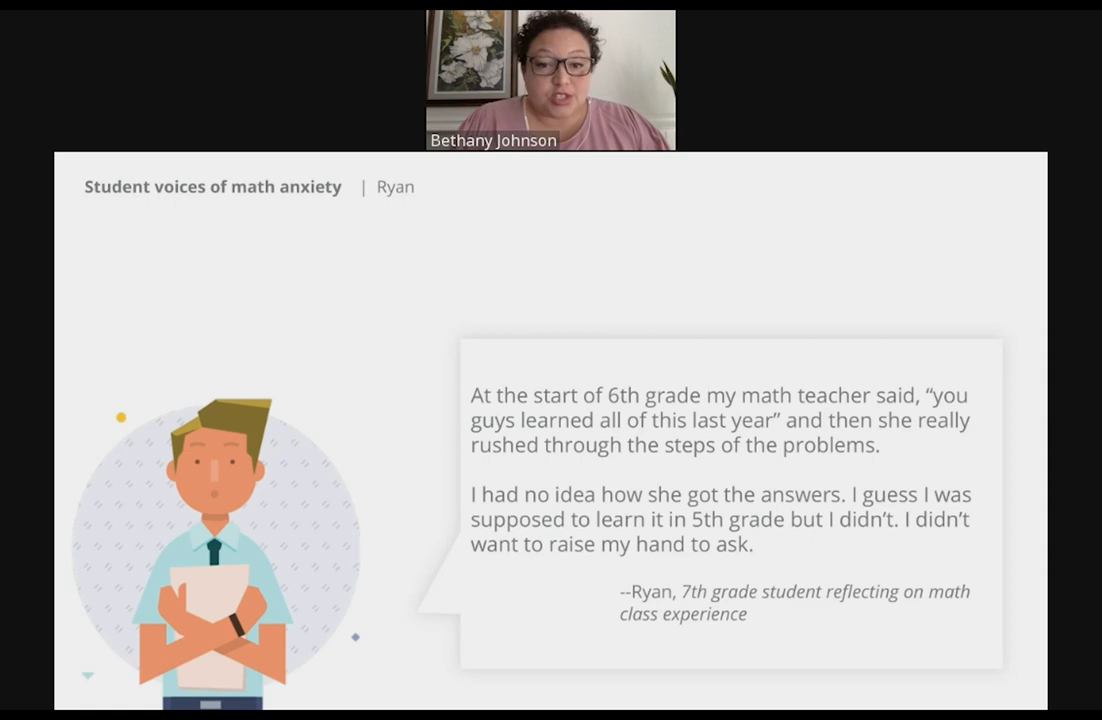 Bethany Johnson
Student voices of math anxiety | Ryan
At the start of 6th grade my math teacher said, “you
guys learned all of this last year” and then she really
rushed through the steps of the problems.
I had no idea how she got the answers. I guess I was
supposed to learn it in 5th grade but I didn’t. I didn’t
want to raise my hand to ask.
--Ryan, 7th grade student reflecting on math
class experience